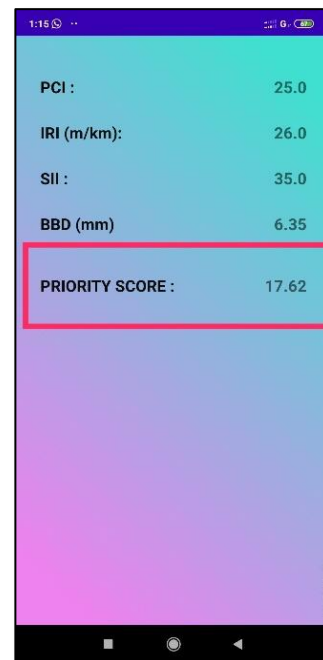 1:15
PCI : 25.0
IRI (m/km): 26.0
SII : 35.0
BBD (mm) 6.35
PRIORITY SCORE : 17.62